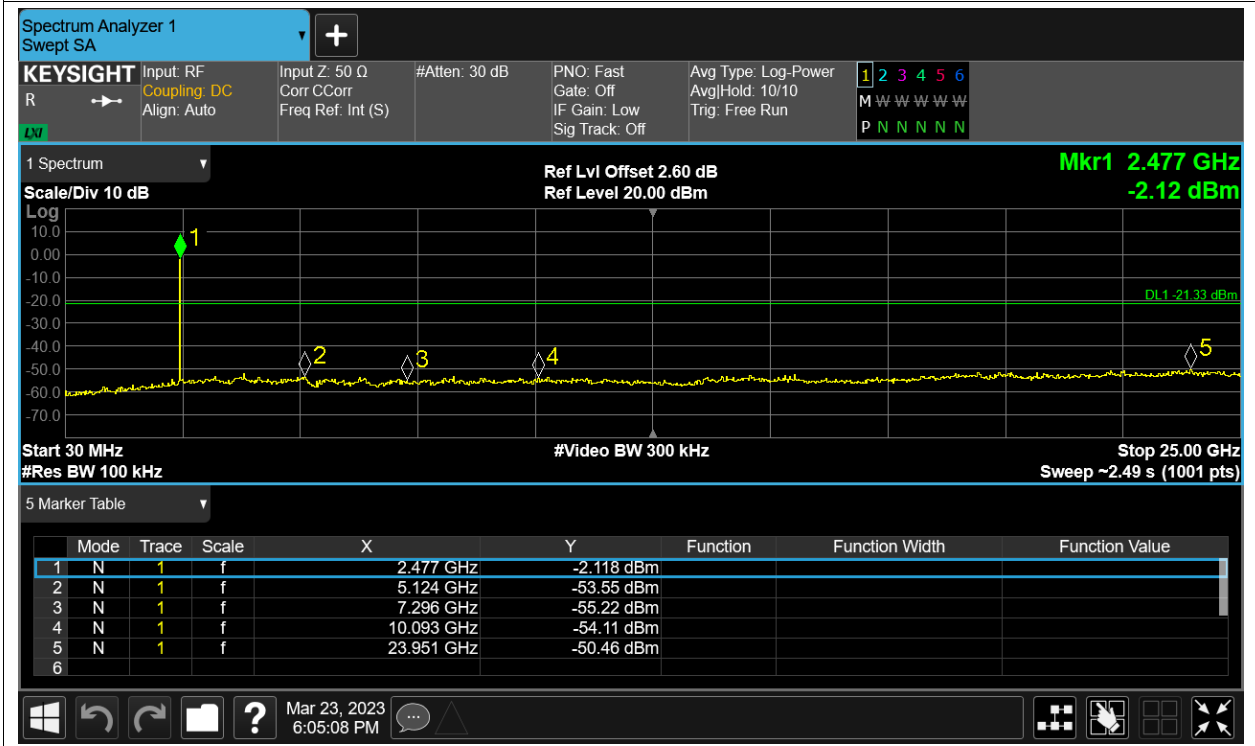 Spectrum Analyzer 1
Swept SA
KEYSIGHT
R
LXI
Input: RF
Coupling: DC
Align: Auto
Input Z: 50 Ω
Corr CCorr
Freq Ref: Int (S)
#Atten: 30 dB
PNO: Fast
Gate: Off
IF Gain: Low
Sig Track: Off
Avg Type: Log-Power
Avg|Hold: 10/10
Trig: Free Run
1 2 3 4 5 6
M W W W W W
P N N N N N
1 Spectrum
Scale/Div 10 dB
Ref Lvl Offset 2.60 dB
Ref Level 20.00 dBm
Mkr1 2.477 GHz
-2.12 dBm
Log
10.0
0.00
-10.0
-20.0
-30.0
-40.0
-50.0
-60.0
-70.0
1
2
3
4
5
DL1 -21.33 dBm
Start 30 MHz
#Res BW 100 kHz
#Video BW 300 kHz
Stop 25.00 GHz
Sweep ~2.49 s (1001 pts)
5 Marker Table
Mode Trace Scale X Y Function Function Width Function Value
1 N 1 f 2.477 GHz -2.118 dBm
2 N 1 f 5.124 GHz -53.55 dBm
3 N 1 f 7.296 GHz -55.22 dBm
4 N 1 f 10.093 GHz -54.11 dBm
5 N 1 f 23.951 GHz -50.46 dBm
6
?
Mar 23, 2023
6:05:08 PM